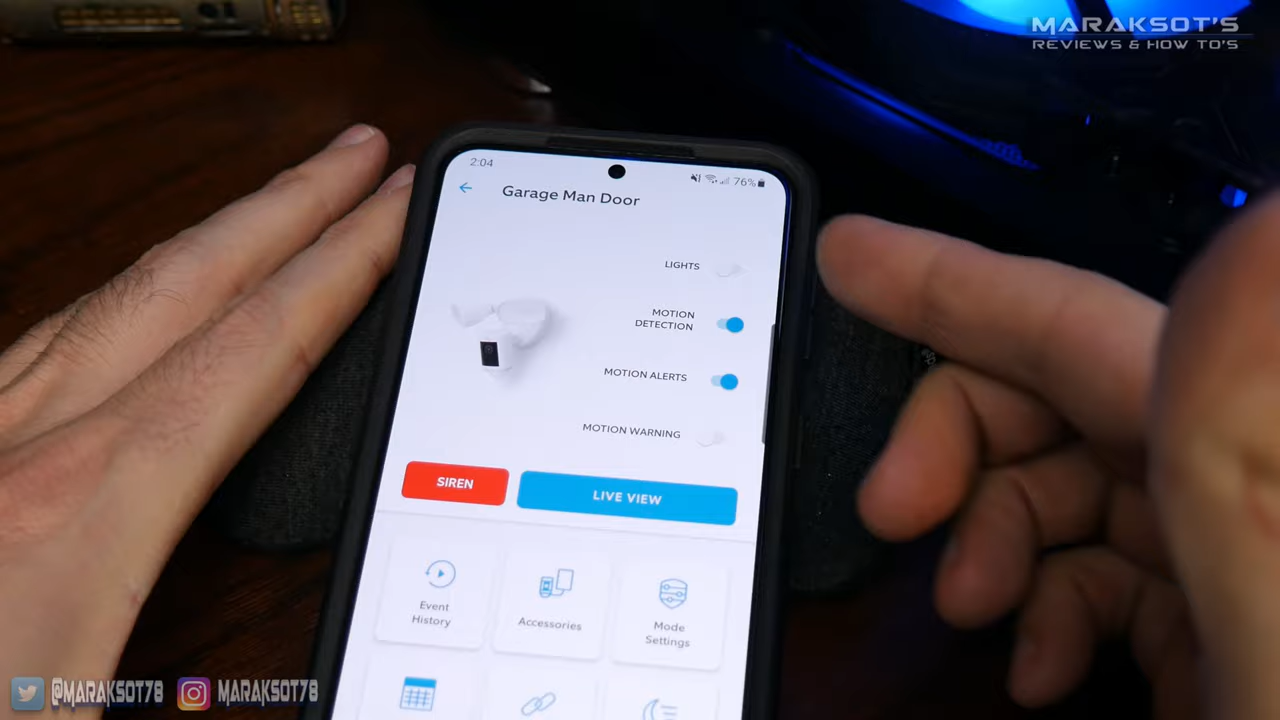 MARAKSOT'S
REVIEWS & HOW TO'S
2:04
76%
Garage Man Door
LIGHTS
MOTION
DETECTION
MOTION ALERTS
MOTION WARNING
SIREN
LIVE VIEW
Event
History
Accessories
Mode
Settings
@MARAKSOT78
MARAKSOT78